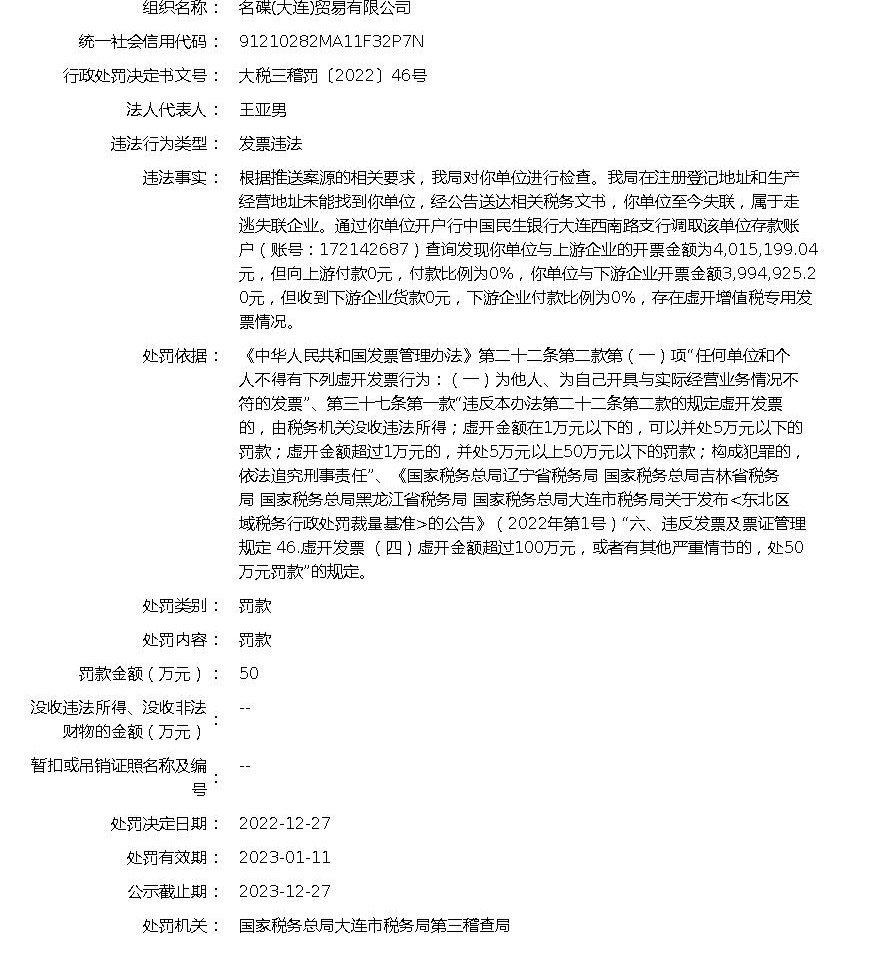 组织名称： 名碟(大连)贸易有限公司
统一社会信用代码： 91210282MA11F32P7N
行政处罚决定书文号： 大税三稽罚〔2022〕46号
法人代表人： 王亚男
违法行为类型： 发票违法
违法事实： 根据推送案源的相关要求，我局对你单位进行检查。我局在注册登记地址和生产
经营地址未能找到你单位，经公告送达相关税务文书，你单位至今失联，属于走
逃失联企业。通过你单位开户行中国民生银行大连西南路支行调取该单位存款账
户（账号：172142687）查询发现你单位与上游企业的开票金额为4,015,199.04
元，但向上游付款0元，付款比例为0%，你单位与下游企业开票金额3,994,925.2
0元，但收到下游企业货款0元，下游企业付款比例为0%，存在虚开增值税专用发
票情况。
处罚依据： 《中华人民共和国发票管理办法》第二十二条第二款第（一）项“任何单位和个
人不得有下列虚开发票行为：（一）为他人、为自己开具与实际经营业务情况不
符的发票”、第三十七条第一款“违反本办法第二十二条第二款的规定虚开发票
的，由税务机关没收违法所得；虚开金额在1万元以下的，可以并处5万元以下的
罚款；虚开金额超过1万元的，并处5万元以上50万元以下的罚款；构成犯罪的，
依法追究刑事责任”、《国家税务总局辽宁省税务局 国家税务总局吉林省税务
局 国家税务总局黑龙江省税务局 国家税务总局大连市税务局关于发布<东北区
域税务行政处罚裁量基准>的公告》（2022年第1号）“六、违反发票及票证管理
规定 46.虚开发票 （四）虚开金额超过100万元，或者有其他严重情节的，处50
万元罚款”的规定。
处罚类别： 罚款
处罚内容： 罚款
罚款金额（万元）： 50
没收违法所得、没收非法
财物的金额（万元）： --
暂扣或吊销证照名称及编
号： --
处罚决定日期： 2022-12-27
处罚有效期： 2023-01-11
公示截止期： 2023-12-27
处罚机关： 国家税务总局大连市税务局第三稽查局